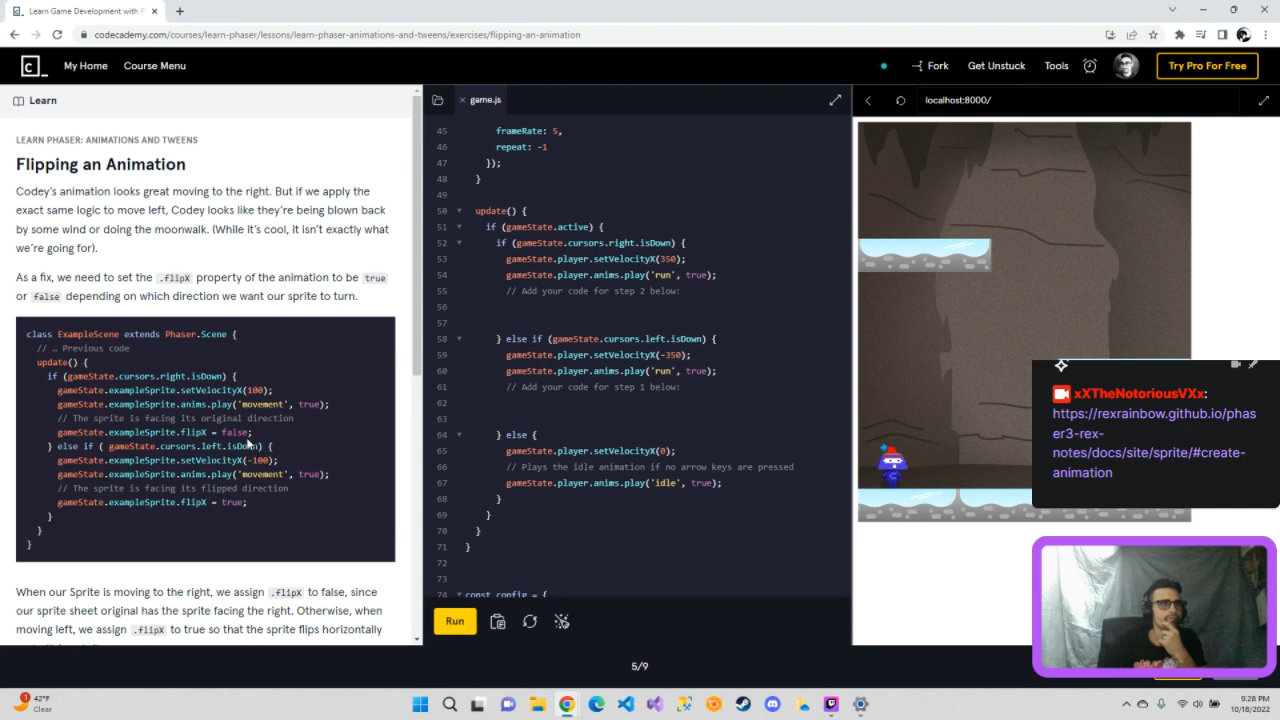 Learn Game Development with P
codecademy.com/courses/learn-phaser/lessons/learn-phaser-animations-and-tweens/exercises/flipping-an-animation
My Home
Course Menu
Fork
Get Unstuck
Tools
Try Pro For Free
Learn
LEARN PHASER: ANIMATIONS AND TWEENS
Flipping an Animation
Codey's animation looks great moving to the right. But if we apply the
exact same logic to move left, Codey looks like they're being blown back
by some wind or doing the moonwalk. (While it's cool, it isn't exactly what
we're going for).
As a fix, we need to set the .flipX property of the animation to be true
or false depending on which direction we want our sprite to turn.
class ExampleScene extends Phaser.Scene {
// … Previous code
update() {
if (gameState.cursors.right.isDown) {
gameState.exampleSprite.setVelocityX(100);
gameState.exampleSprite.anims.play('movement', true);
// The sprite is facing its original direction
gameState.exampleSprite.flipX = false;
} else if ( gameState.cursors.left.isDown) {
gameState.exampleSprite.setVelocityX(-100);
gameState.exampleSprite.anims.play('movement', true);
// The sprite is facing its flipped direction
gameState.exampleSprite.flipX = true;
}
}
}
When our Sprite is moving to the right, we assign .flipX to false, since
our sprite sheet original has the sprite facing the right. Otherwise, when
moving left, we assign .flipX to true so that the sprite flips horizontally
game.js
45 frameRate: 5,
46 repeat: -1
47 });
48 }
49
50 update() {
51 if (gameState.active) {
52 if (gameState.cursors.right.isDown) {
53 gameState.player.setVelocityX(350);
54 gameState.player.anims.play('run', true);
55 // Add your code for step 2 below:
56
57
58 } else if (gameState.cursors.left.isDown) {
59 gameState.player.setVelocityX(-350);
60 gameState.player.anims.play('run', true);
61 // Add your code for step 1 below:
62
63
64 } else {
65 gameState.player.setVelocityX(0);
66 // Plays the idle animation if no arrow keys are pressed
67 gameState.player.anims.play('idle', true);
68 }
69 }
70 }
71 }
72
73
74 const config = {
Run
localhost:8000/
xXTheNotoriousVXx:
https://rexrainbow.github.io/phas
er3-rex-
notes/docs/site/sprite/#create-
animation
5/9
1
42°F
Clear
9:28 PM
10/18/2022